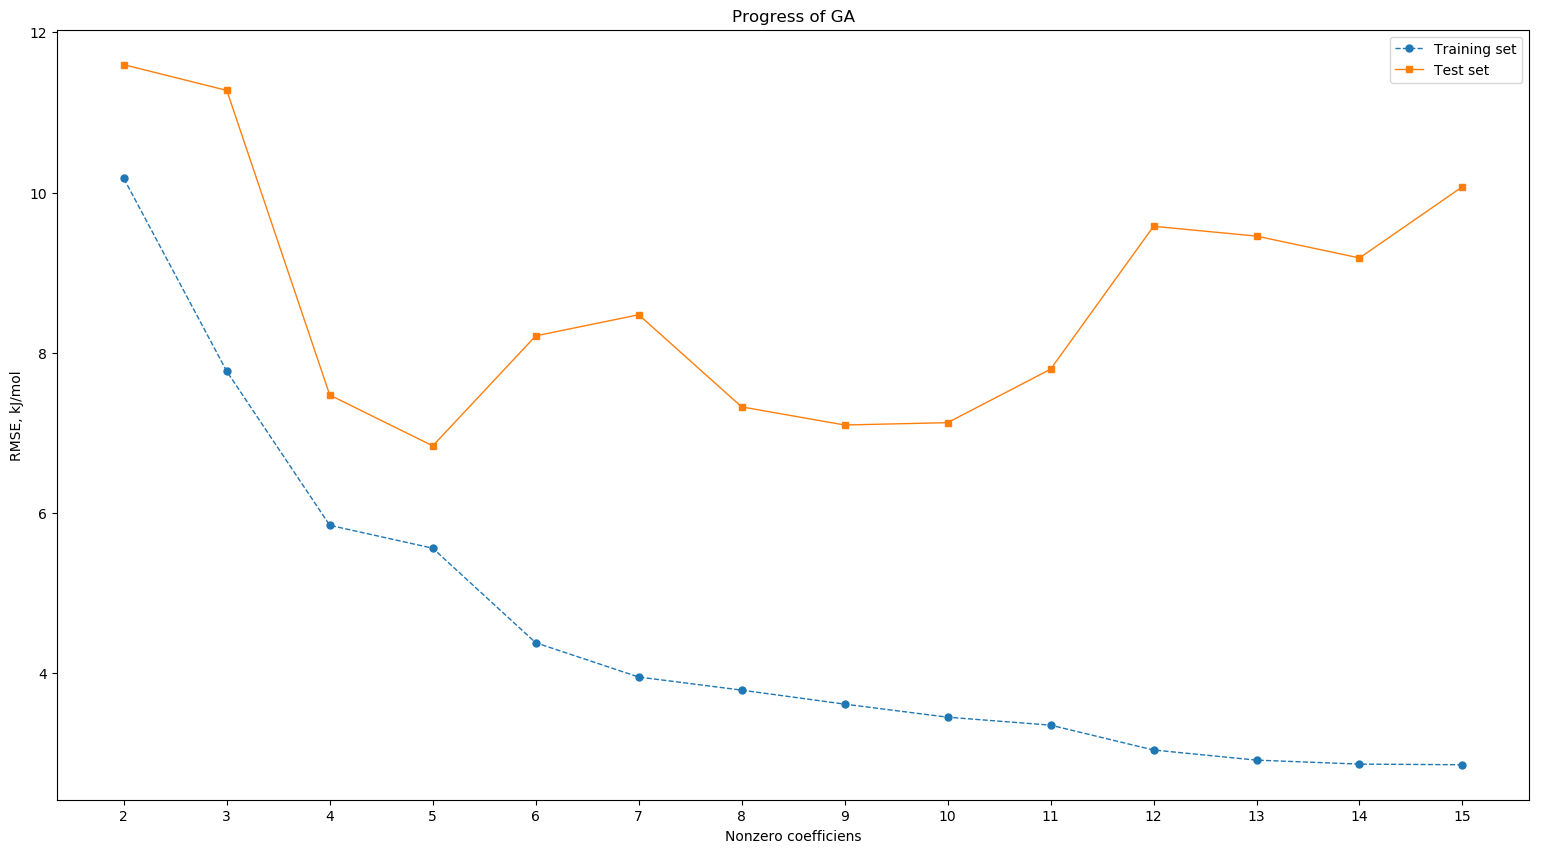 Progress of GA
Training set
Test set
RMSE, kJ/mol
12
10
8
6
4
2 3 4 5 6 7 8 9 10 11 12 13 14 15
Nonzero coefficiens